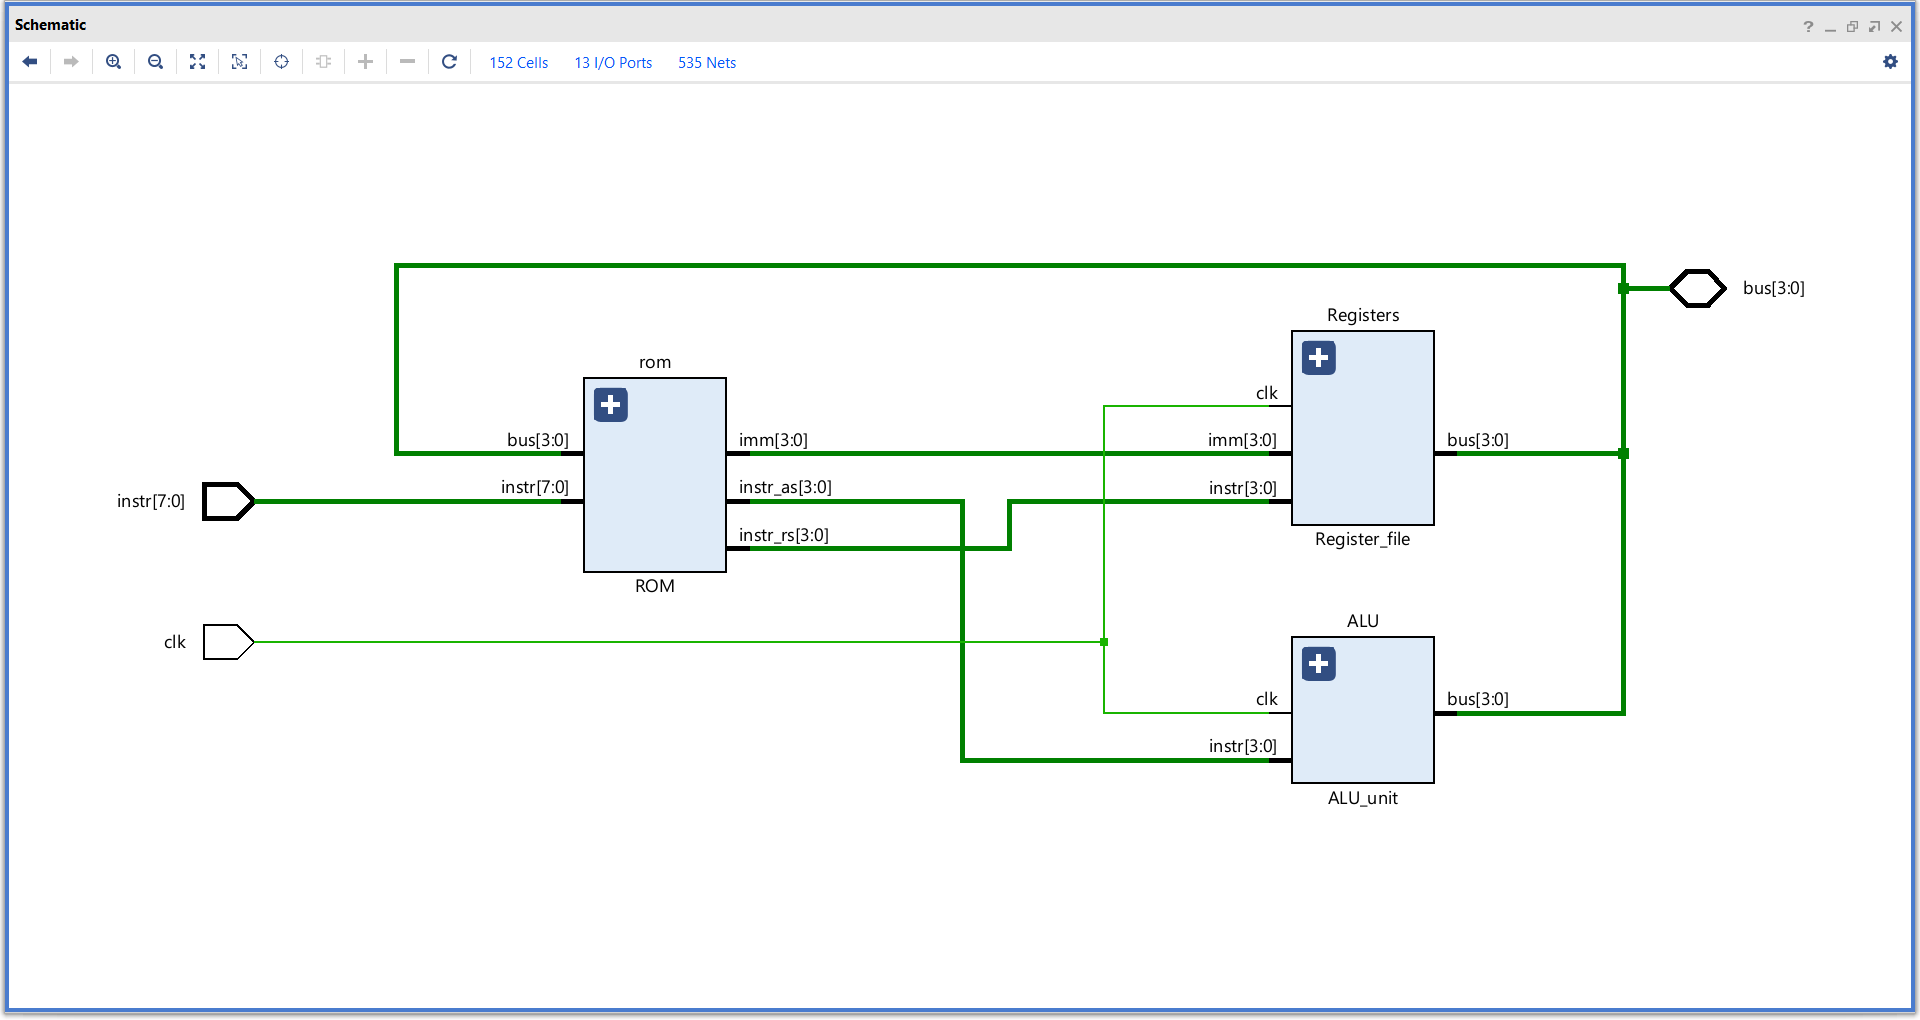 Schematic
152 Cells 13 I/O Ports 535 Nets
bus[3:0]
Registers
rom
clk
bus[3:0] imm[3:0] imm[3:0] bus[3:0]
instr[7:0] instr[7:0] instr_as[3:0] instr[3:0]
instr_rs[3:0] Register_file
ROM
ALU
clk
clk bus[3:0]
instr[3:0]
ALU_unit